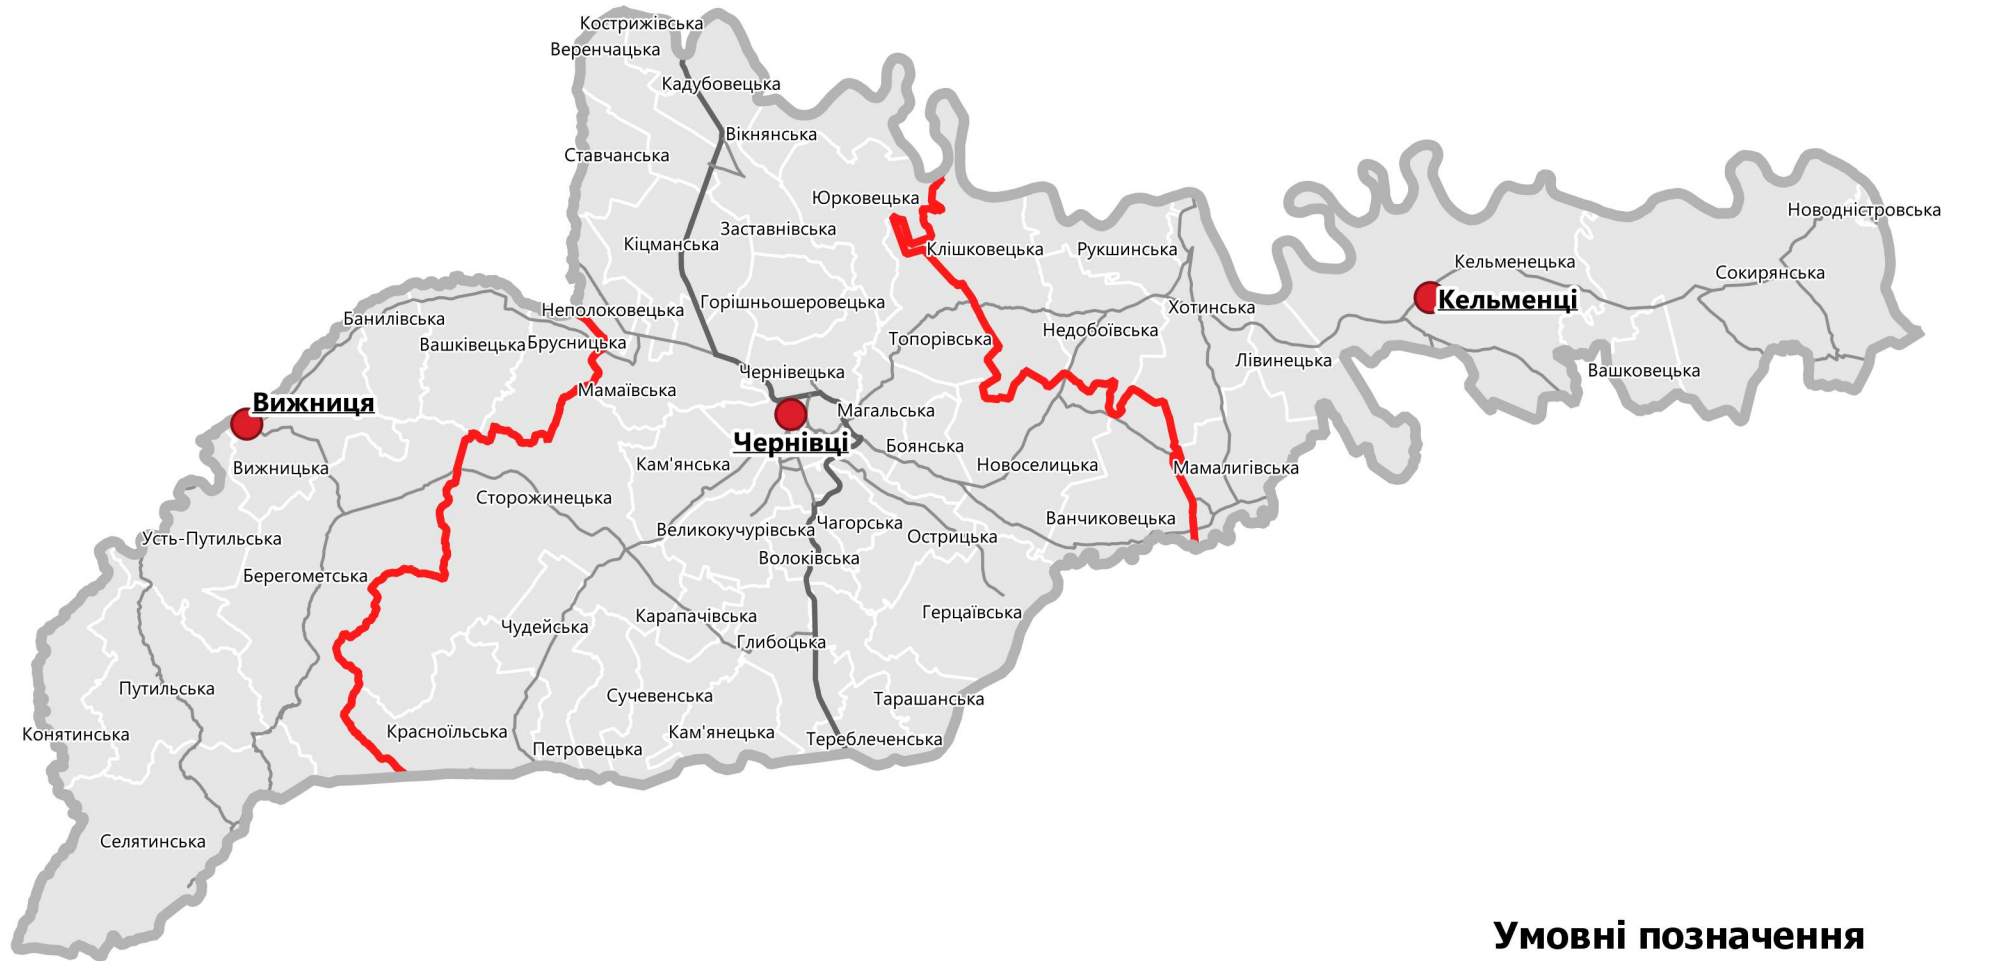 Кострижівська
Веренчацька
Кадубовецька
Вікнянська
Ставчанська
Юрковецька
Новодністровська
Заставнівська
Кіцманська
Клішковецька
Рукшинська
Кельменецька
Сокирянська
Кельменці
Горішньошеровецька
Неполоковецька
Хотинська
Банилівська
Недобоївська
Топорівська
Вашківецька
Брусницька
Лівинецька
Вашковецька
Чернівецька
Мамаївська
Вижниця
Магальська
Чернівці
Боянська
Кам'янська
Новоселицька
Вижницька
Мамалигівська
Сторожинецька
Ванчиковецька
Чагорська
Великокучурівська
Острицька
Усть-Путильська
Волоківська
Берегометська
Герцаївська
Карапачівська
Чудейська
Глибоцька
Путильська
Сучевенська
Тарашанська
Красноїльська
Кам'янецька
Конятинська
Тереблеченська
Петровецька
Селятинська
Умовні позначення